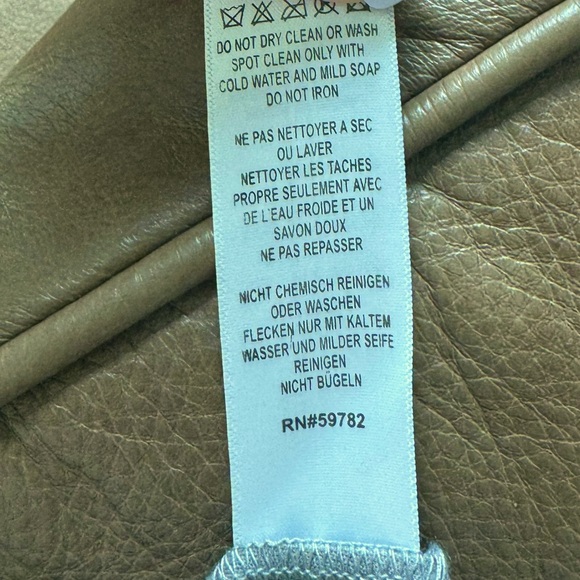 DO NOT DRY CLEAN OR WASH
SPOT CLEAN ONLY WITH
COLD WATER AND MILD SOAP
DO NOT IRON
NE PAS NETTOYER A SEC
OU LAVER
NETTOYER LES TACHES
PROPRE SEULEMENT AVEC
DE L'EAU FROIDE ET UN
SAVON DOUX
NE PAS REPASSER
NICHT CHEMISCH REINIGEN
ODER WASCHEN
FLECKEN NUR MIT KALTEM
WASSER UND MILDER SEIFE
REINIGEN
NICHT BÜGELN
RN#59782